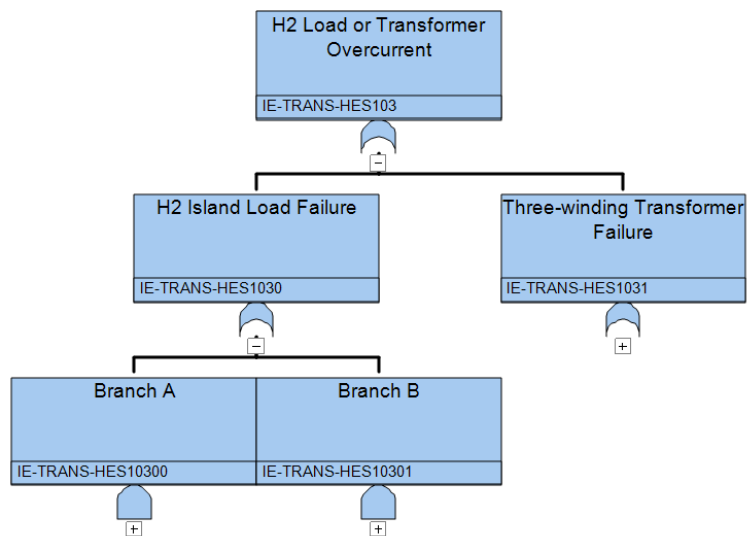 H2 Load or Transformer
Overcurrent
IE-TRANS-HES103
H2 Island Load Failure
IE-TRANS-HES1030
Three-winding Transformer
Failure
IE-TRANS-HES1031
Branch A
IE-TRANS-HES10300
Branch B
IE-TRANS-HES10301